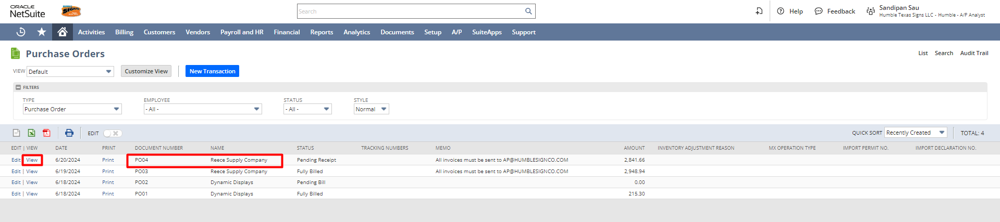 ORACLE
NetSuite
SIGNCO
Search
Help
Feedback
Sandipan Sau
Humble Texas Signs LLC - Humble - A/P Analyst
Activities Billing Customers Vendors Payroll and HR Financial Reports Analytics Documents Setup A/P SuiteApps Support
Purchase Orders
List Search Audit Trail
VIEW Default Customize View New Transaction
FILTERS
TYPE EMPLOYEE STATUS STYLE
Purchase Order - All - - All - Normal
EDIT QUICK SORT Recently Created TOTAL: 4
EDIT | VIEW DATE PRINT DOCUMENT NUMBER NAME STATUS TRACKING NUMBERS MEMO AMOUNT INVENTORY ADJUSTMENT REASON MX OPERATION TYPE IMPORT PERMIT NO. IMPORT DECLARATION NO.
Edit View 6/20/2024 Print PO04 Reece Supply Company Pending Receipt All invoices must be sent to AP@HUMBLESIGNCO.COM 2,841.66
Edit | View 6/19/2024 Print PO03 Reece Supply Company Fully Billed All invoices must be sent to AP@HUMBLESIGNCO.COM 2,948.94
Edit | View 6/18/2024 Print PO02 Dynamic Displays Pending Bill 0.00
Edit | View 6/18/2024 Print PO01 Dynamic Displays Fully Billed 215.30